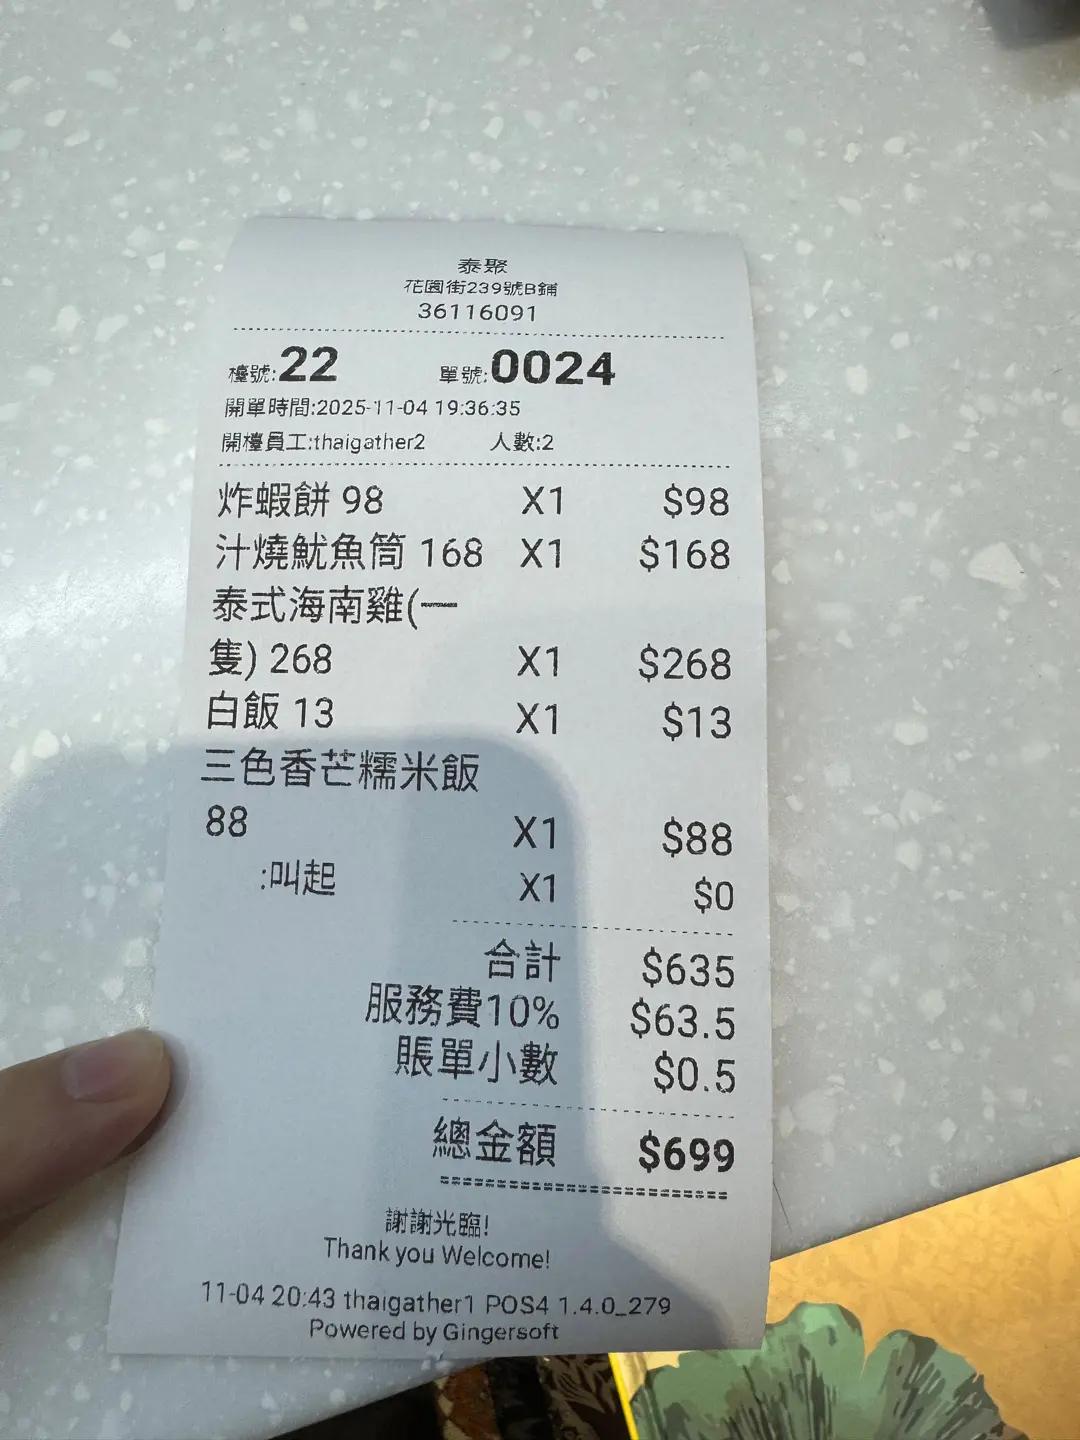 泰聚
花園街239號B鋪
36116091
檯號:22 單號:0024
開單時間:2025-11-04 19:36:35
開檯員工:thaigather2 人數:2
炸蝦餅 98 X1 $98
汁燒魷魚筒 168 X1 $168
泰式海南雞(一
隻) 268 X1 $268
白飯 13 X1 $13
三色香芒糯米飯
88 X1 $88
:叫起 X1 $0
合計 $635
服務費10% $63.5
賬單小數 $0.5
總金額 $699
謝謝光臨!
Thank you Welcome!
11-04 20:43 thaigather1 POS4 1.4.0_279
Powered by Gingersoft